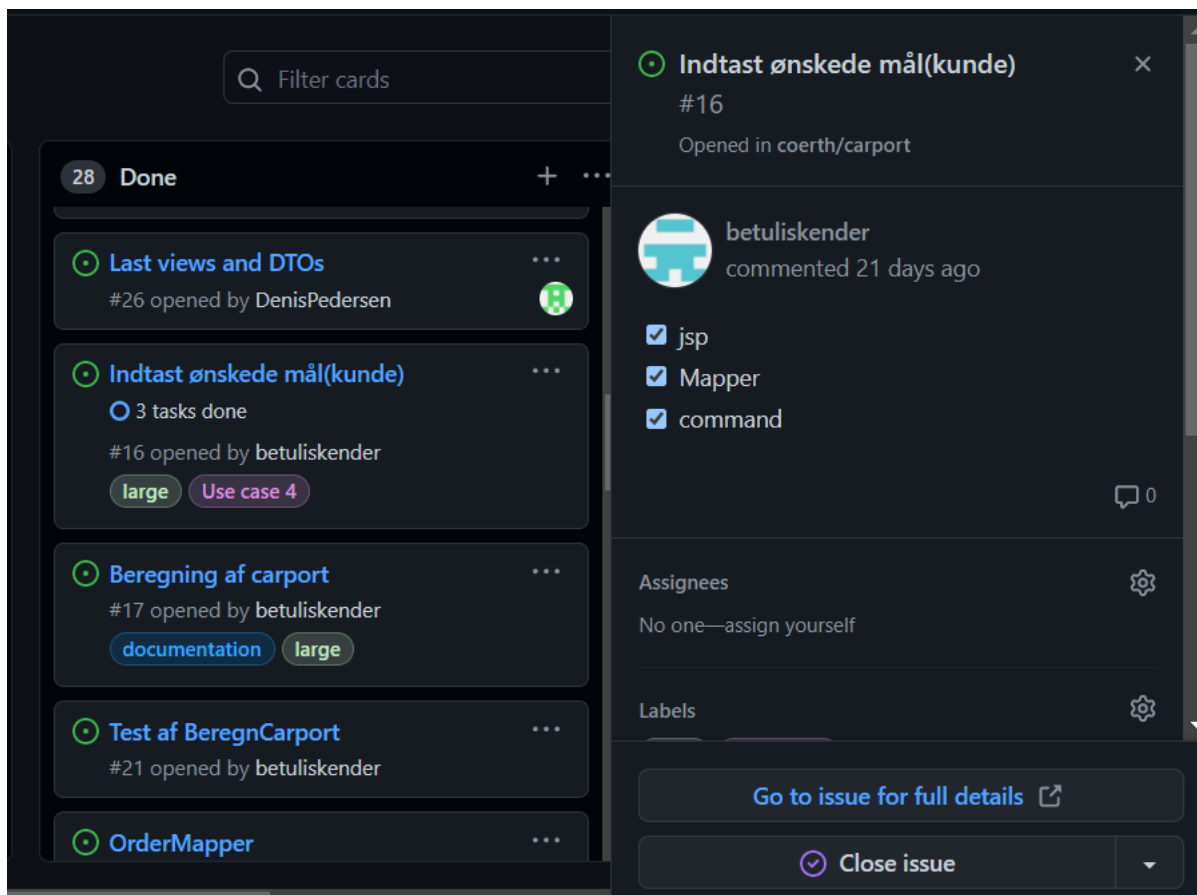 Filter cards
28 Done
Last views and DTOs
#26 opened by DenisPedersen
Indtast ønskede mål(kunde)
3 tasks done
#16 opened by betuliskender
large Use case 4
Beregning af carport
#17 opened by betuliskender
documentation large
Test af BeregnCarport
#21 opened by betuliskender
OrderMapper
Indtast ønskede mål(kunde)
#16
Opened in coerth/carport
betuliskender
commented 21 days ago
jsp
Mapper
command
0
Assignees
No one—assign yourself
Labels
Go to issue for full details
Close issue